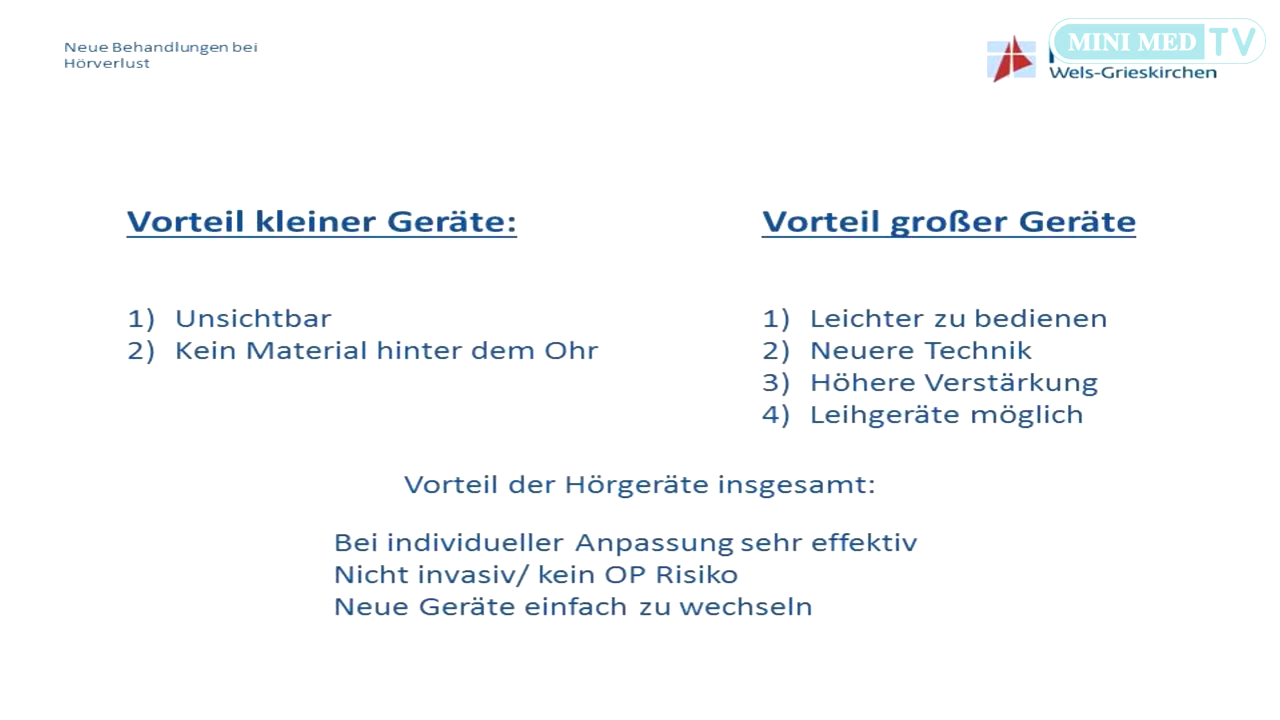 Neue Behandlungen bei
Hörverlust
MINI MED TV
Wels-Grieskirchen
Vorteil kleiner Geräte:
1) Unsichtbar
2) Kein Material hinter dem Ohr
Vorteil großer Geräte
1) Leichter zu bedienen
2) Neuere Technik
3) Höhere Verstärkung
4) Leihgeräte möglich
Vorteil der Hörgeräte insgesamt:
Bei individueller Anpassung sehr effektiv
Nicht invasiv/ kein OP Risiko
Neue Geräte einfach zu wechseln